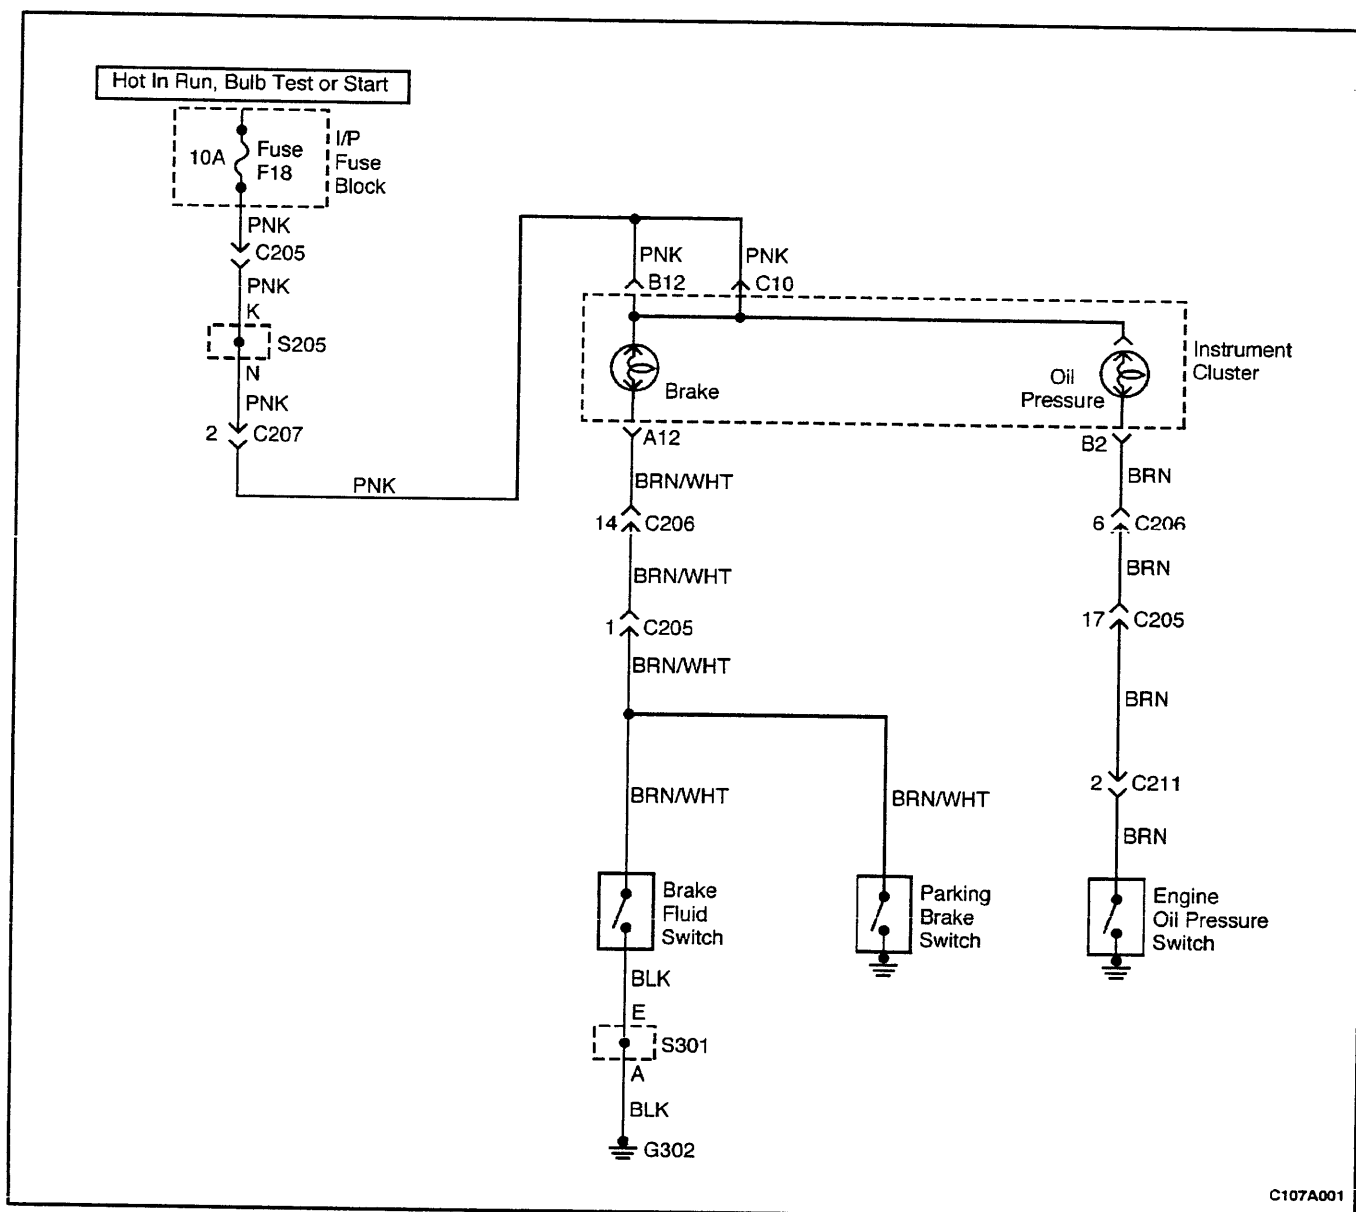 Hot In Run, Bulb Test or Start
10A
Fuse
F18
I/P
Fuse
Block
PNK
C205
PNK
K
S205
N
PNK
2
C207
PNK
PNK
B12
PNK
C10
Brake
Oil
Pressure
Instrument
Cluster
A12
B2
BRN/WHT
BRN
14
C206
6
C206
BRN/WHT
BRN
1
C205
17
C205
BRN/WHT
BRN
2
C211
BRN/WHT
BRN/WHT
BRN
Brake
Fluid
Switch
Parking
Brake
Switch
Engine
Oil Pressure
Switch
BLK
E
S301
A
BLK
G302
C107A001